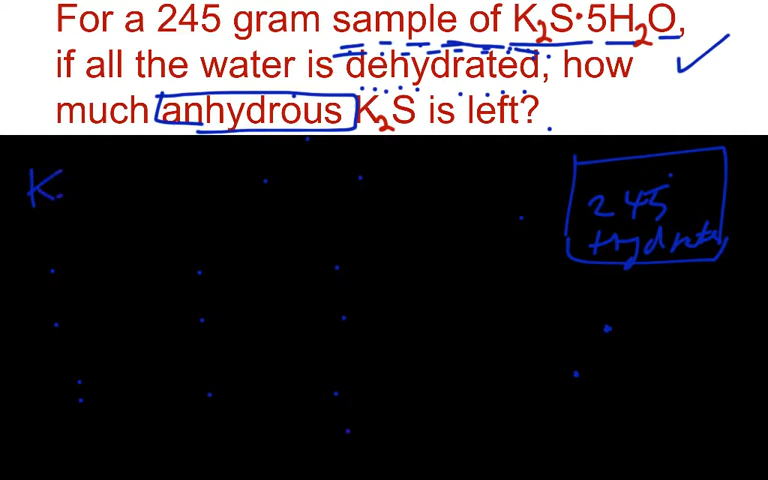 For a 245 gram sample of K₂S·5H₂O,
if all the water is dehydrated, how
much anhydrous K₂S is left?
K
245
Hydrate